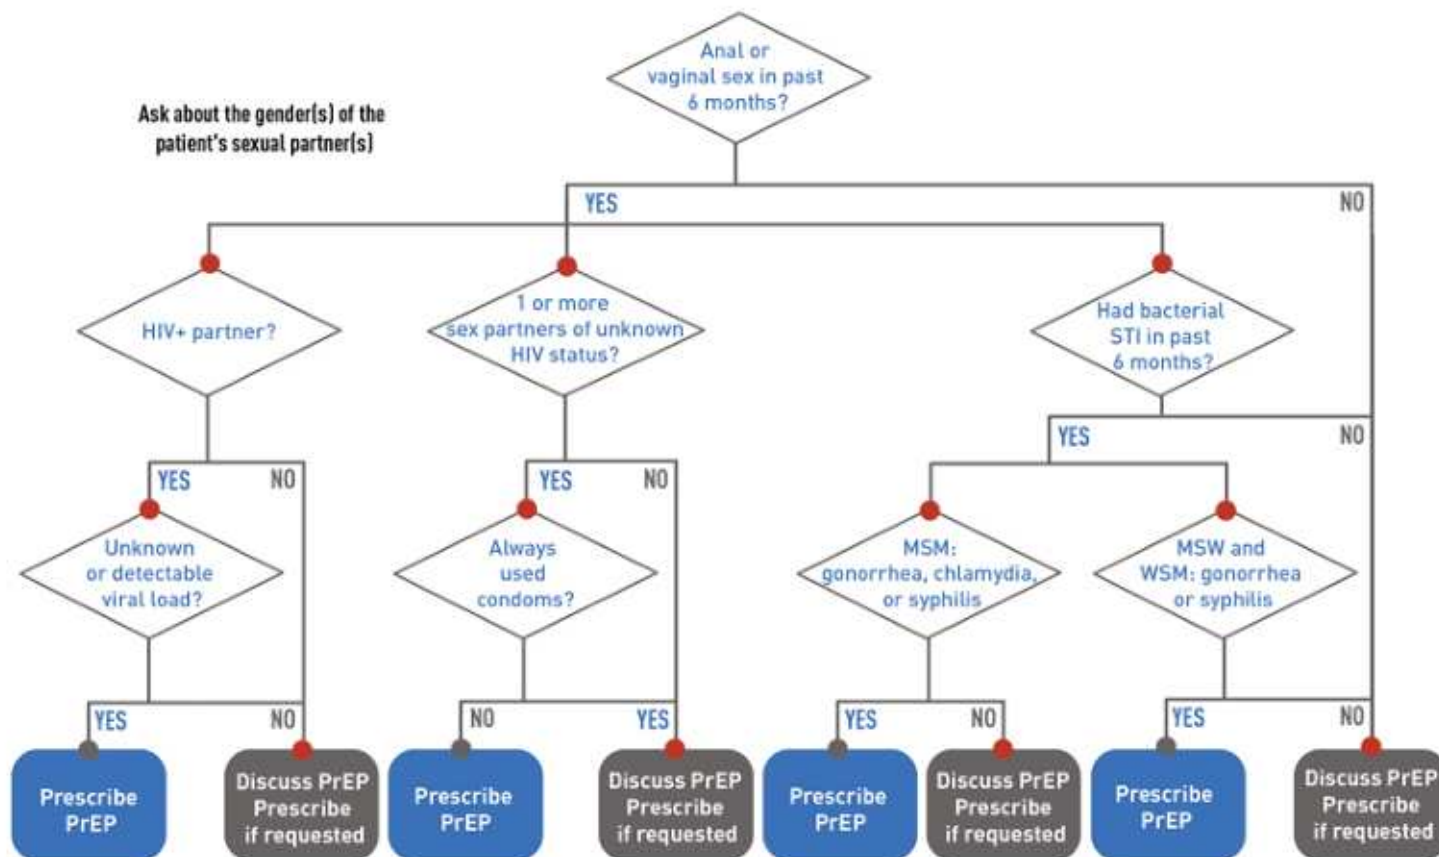 Anal or
vaginal sex in past
6 months?
Ask about the gender(s) of the
patient's sexual partner(s)
YES
NO
HIV+ partner?
1 or more
sex partners of unknown
HIV status?
Had bacterial
STI in past
6 months?
YES
NO
YES
NO
YES
NO
Unknown
or detectable
viral load?
Always
used
condoms?
MSM:
gonorrhea, chlamydia,
or syphilis
MSW and
WSM: gonorrhea
or syphilis
YES
NO
NO
YES
YES
NO
YES
NO
Prescribe
PrEP
Discuss PrEP
Prescribe
if requested
Prescribe
PrEP
Discuss PrEP
Prescribe
if requested
Prescribe
PrEP
Discuss PrEP
Prescribe
if requested
Prescribe
PrEP
Discuss PrEP
Prescribe
if requested